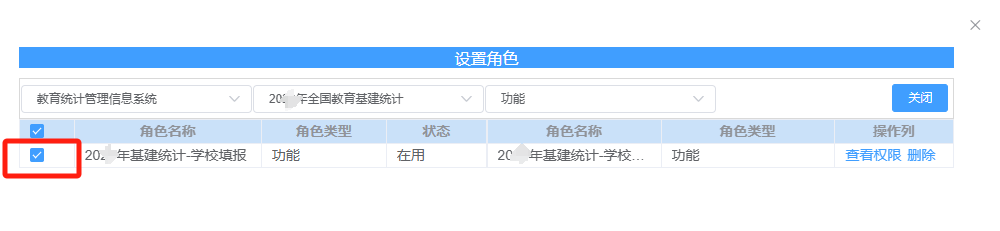 设置角色
教育统计管理信息系统 20 年全国教育基建统计 功能 关闭
角色名称 角色类型 状态 角色名称 角色类型 操作列
202 年基建统计-学校填报 功能 在用 20 年基建统计-学校... 功能 查看权限 删除